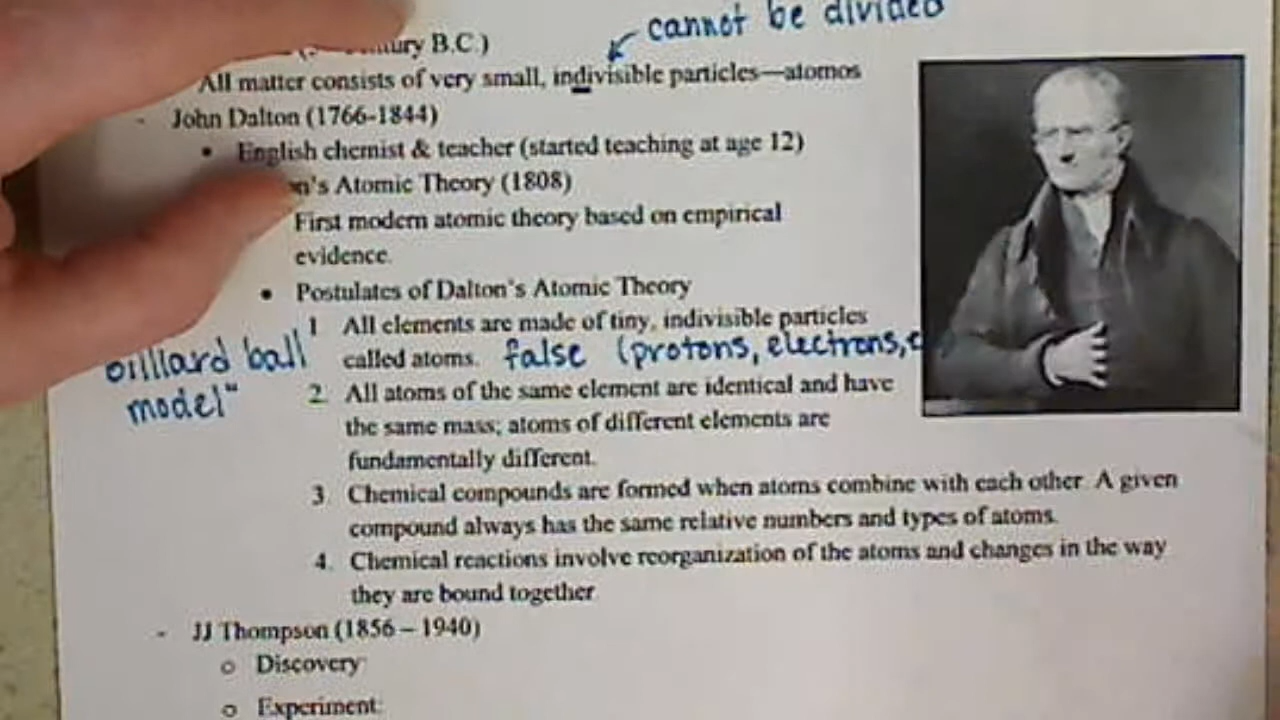 cannot be divided
B.C.)
All matter consists of very small, indivisible particles—atomos
- John Dalton (1766-1844)
• English chemist & teacher (started teaching at age 12)
Atomic Theory (1808)
First modern atomic theory based on empirical
evidence.
• Postulates of Dalton's Atomic Theory
1 All elements are made of tiny, indivisible particles
called atoms. false (protons, electrons,
billiard ball
model"
2. All atoms of the same element are identical and have
the same mass; atoms of different elements are
fundamentally different.
3 Chemical compounds are formed when atoms combine with each other. A given
compound always has the same relative numbers and types of atoms.
4. Chemical reactions involve reorganization of the atoms and changes in the way
they are bound together
- JJ Thompson (1856 – 1940)
o Discovery:
o Experiment: